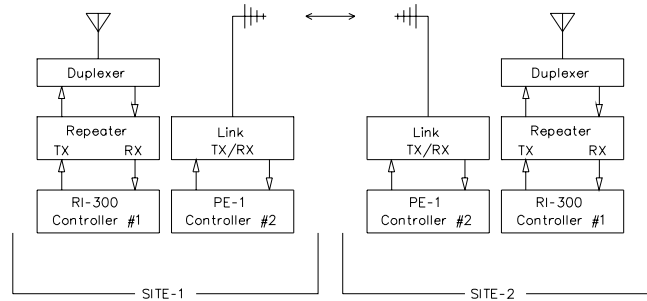 Duplexer
Duplexer
Repeater
TX RX
Link
TX/RX
Link
TX/RX
Repeater
TX RX
RI-300
Controller #1
PE-1
Controller #2
PE-1
Controller #2
RI-300
Controller #1
SITE-1
SITE-2